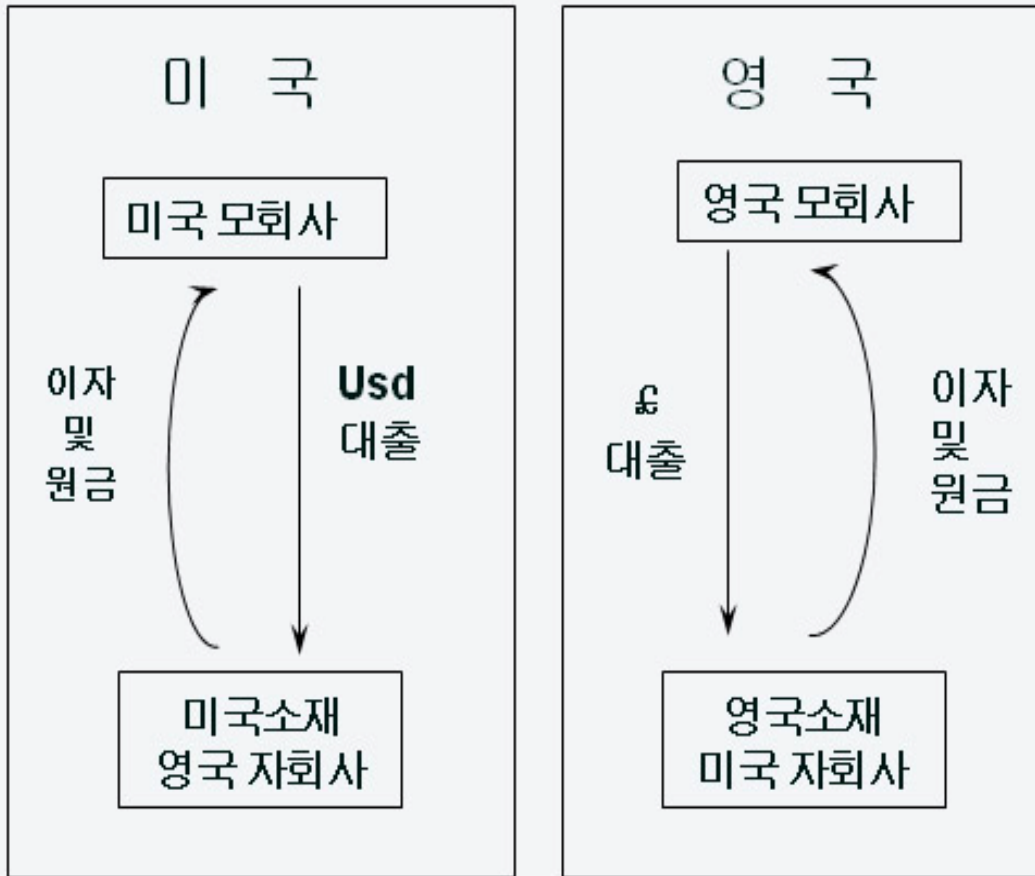 미 국
미국 모회사
이자
및
원금
Usd
대출
미국소재
영국 자회사
영 국
영국 모회사
£
대출
이자
및
원금
영국소재
미국 자회사